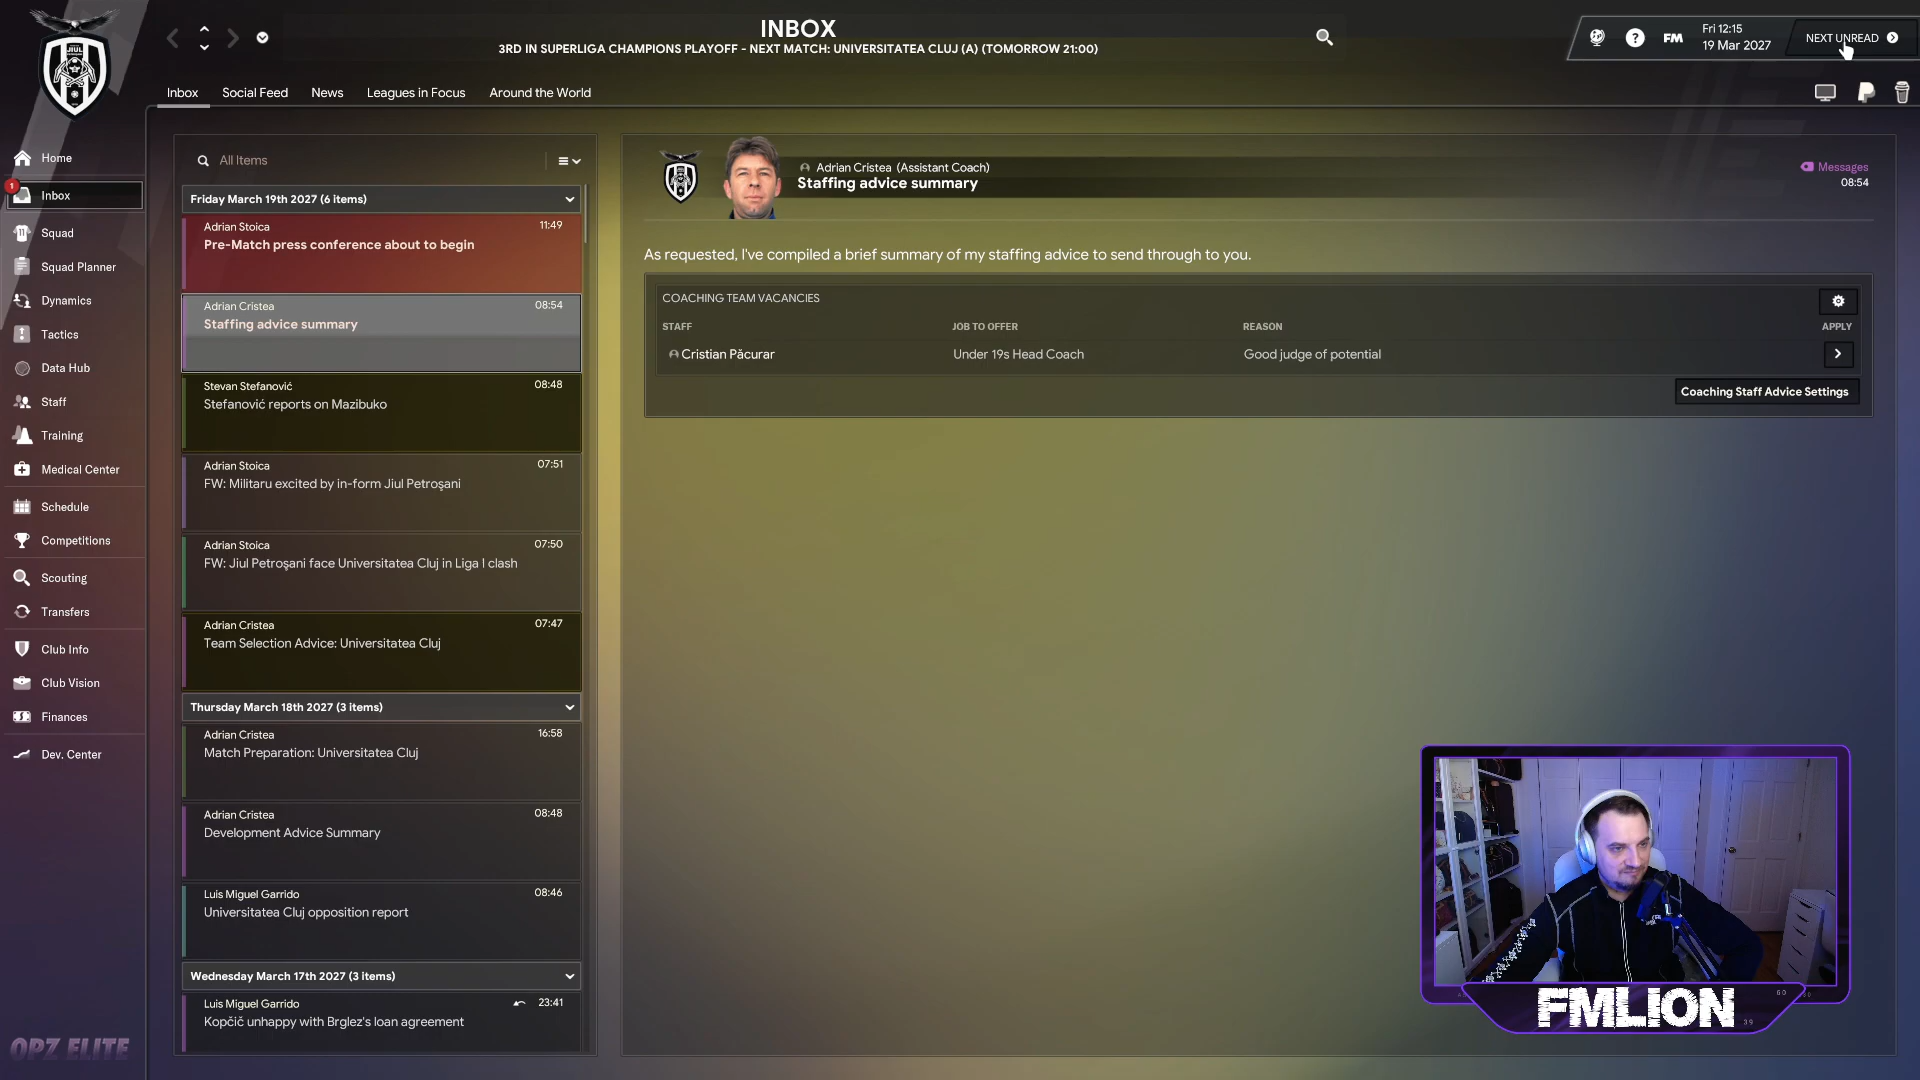 INBOX
3RD IN SUPERLIGA CHAMPIONS PLAYOFF - NEXT MATCH: UNIVERSITATEA CLUJ (A) (TOMORROW 21:00)
FM
Fri 12:15
19 Mar 2027
NEXT UNREAD
JIUL
Inbox
Social Feed
News
Leagues in Focus
Around the World
Home
1
Inbox
Squad
Squad Planner
Dynamics
Tactics
Data Hub
Staff
Training
Medical Center
Schedule
Competitions
Scouting
Transfers
Club Info
Club Vision
Finances
Dev. Center
OPZ ELITE
All Items
Friday March 19th 2027 (6 items)
Adrian Stoica 11:49
Pre-Match press conference about to begin
Adrian Cristea 08:54
Staffing advice summary
Stevan Stefanović 08:48
Stefanović reports on Mazibuko
Adrian Stoica 07:51
FW: Militaru excited by in-form Jiul Petroşani
Adrian Stoica 07:50
FW: Jiul Petroşani face Universitatea Cluj in Liga I clash
Adrian Cristea 07:47
Team Selection Advice: Universitatea Cluj
Thursday March 18th 2027 (3 items)
Adrian Cristea 16:58
Match Preparation: Universitatea Cluj
Adrian Cristea 08:48
Development Advice Summary
Luis Miguel Garrido 08:46
Universitatea Cluj opposition report
Wednesday March 17th 2027 (3 items)
Luis Miguel Garrido 23:41
Kopčič unhappy with Brglez's loan agreement
Adrian Cristea (Assistant Coach)
Staffing advice summary
Messages
08:54
As requested, I've compiled a brief summary of my staffing advice to send through to you.
COACHING TEAM VACANCIES
STAFF JOB TO OFFER REASON APPLY
Cristian Păcurar Under 19s Head Coach Good judge of potential
Coaching Staff Advice Settings
FMLION